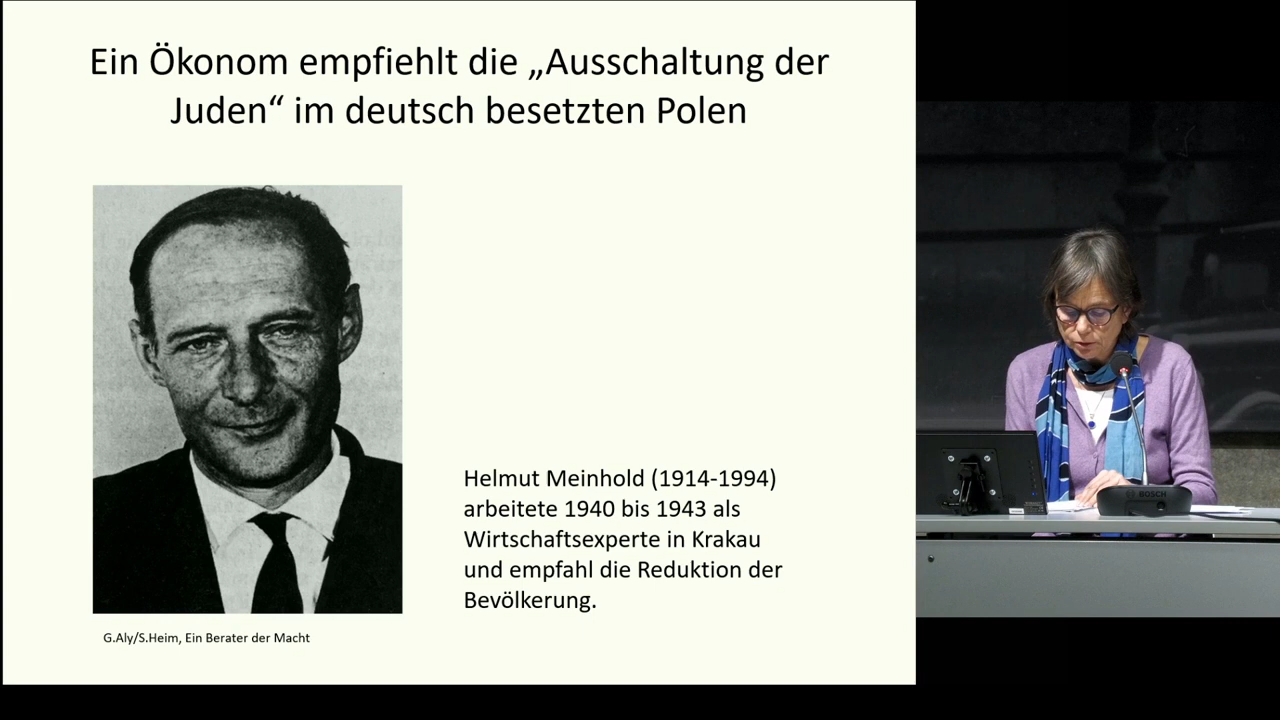 Ein Ökonom empfiehlt die „Ausschaltung der
Juden“ im deutsch besetzten Polen
Helmut Meinhold (1914-1994)
arbeitete 1940 bis 1943 als
Wirtschaftsexperte in Krakau
und empfahl die Reduktion der
Bevölkerung.
G.Aly/S.Heim, Ein Berater der Macht
BOSCH